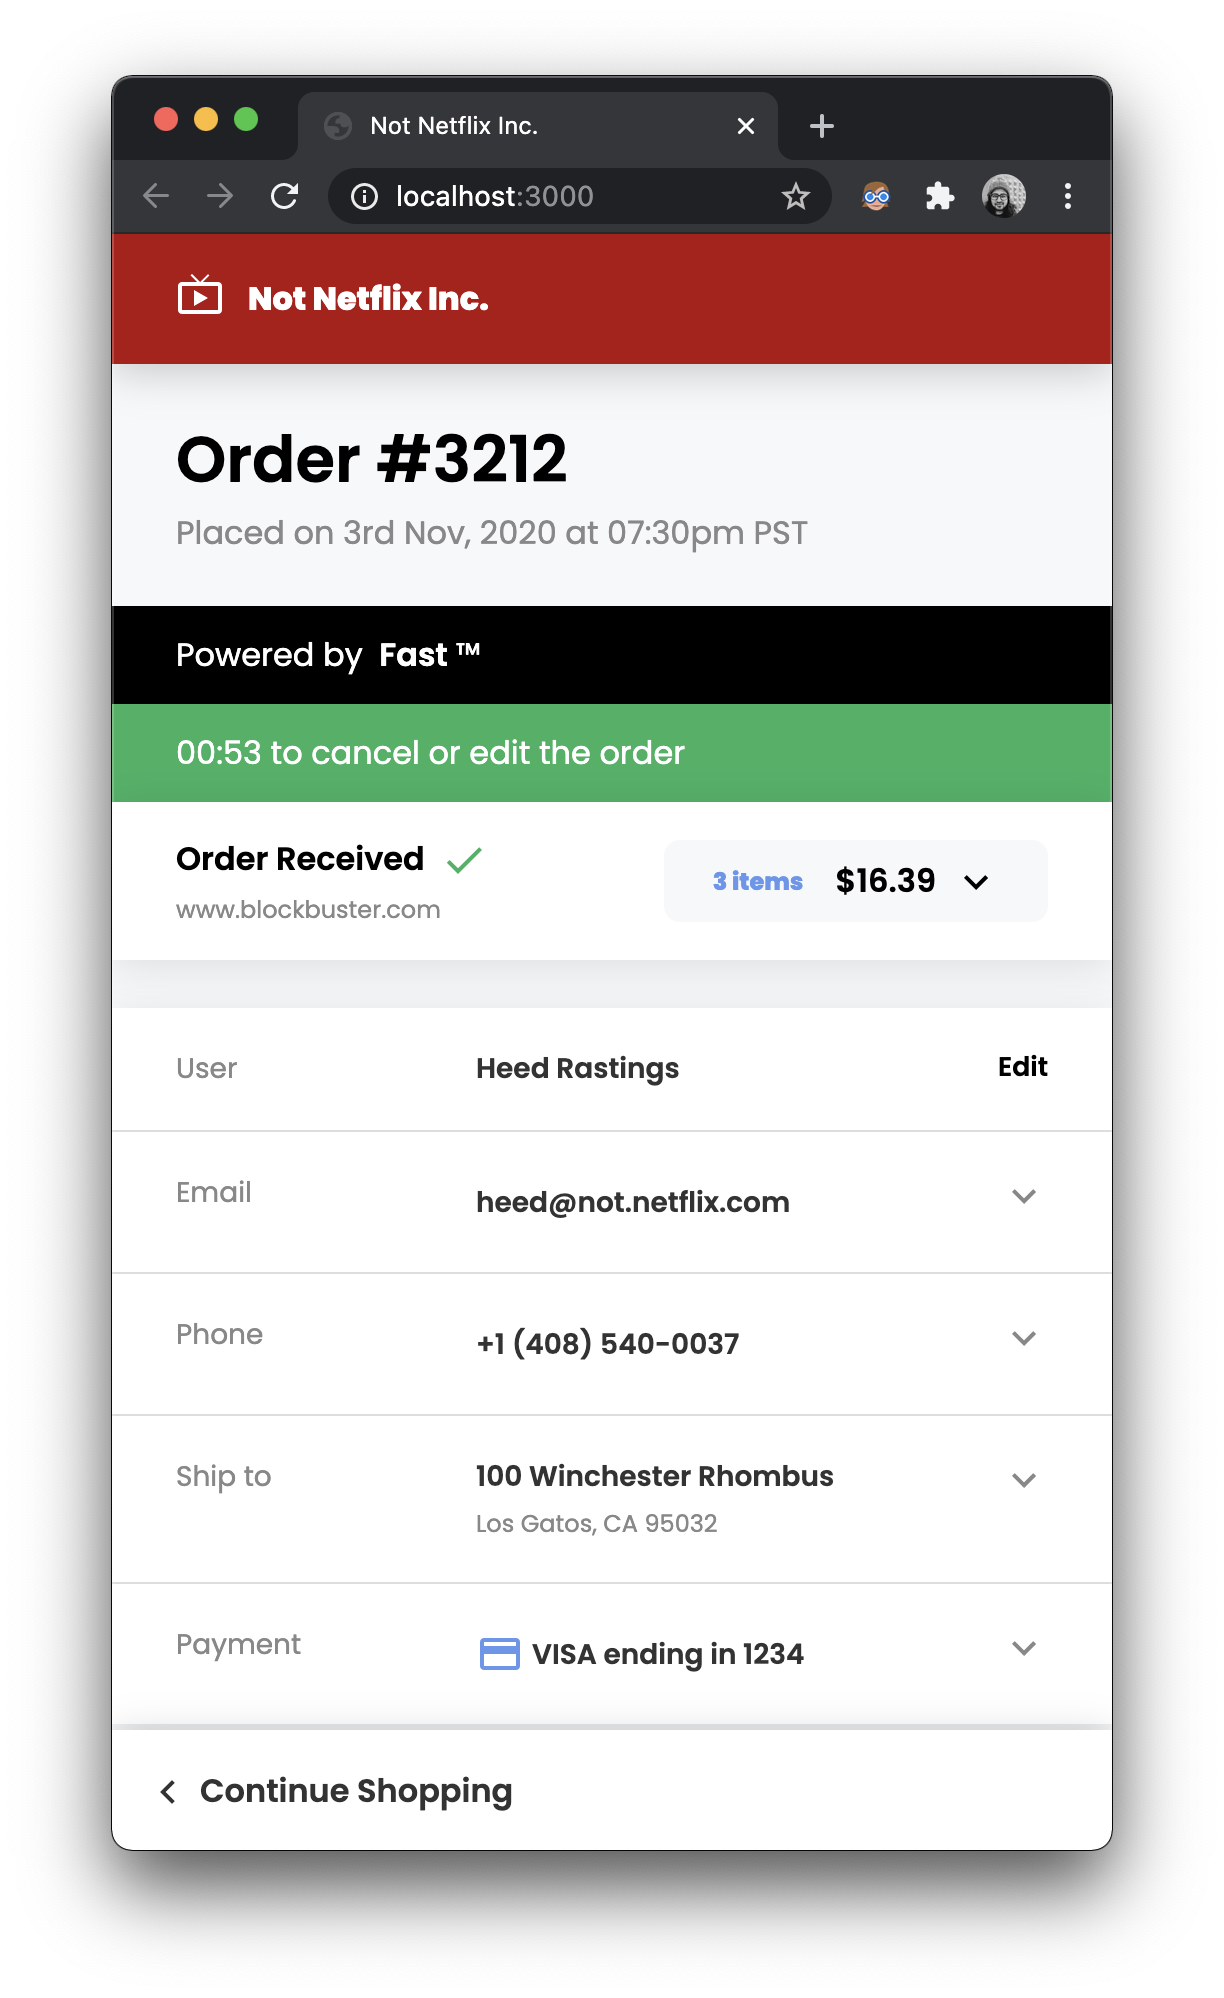 Not Netflix Inc.
localhost:3000
Not Netflix Inc.
Order #3212
Placed on 3rd Nov, 2020 at 07:30pm PST
Powered by Fast ™
00:53 to cancel or edit the order
Order Received
www.blockbuster.com
3 items $16.39
User Heed Rastings Edit
Email heed@not.netflix.com
Phone +1 (408) 540-0037
Ship to 100 Winchester Rhombus
Los Gatos, CA 95032
Payment VISA ending in 1234
Continue Shopping